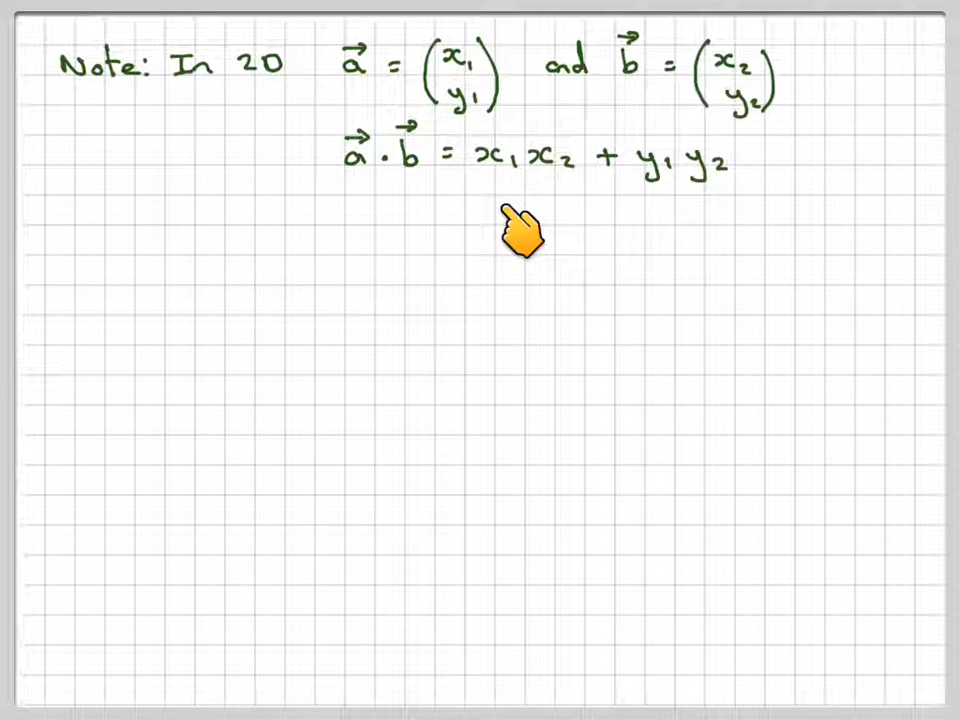 Note: In 2D  a⃗ = (x₁ y₁) and b⃗ = (x₂ y₂)
a⃗ · b⃗ = x₁x₂ + y₁y₂